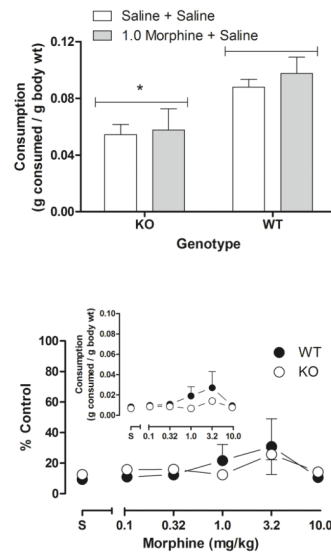 Saline + Saline
1.0 Morphine + Saline
Consumption
(g consumed / g body wt)
0.12
0.08
0.04
0.00
*
KO
WT
Genotype
Consumption
(g consumed / g body wt)
0.10
0.08
0.06
0.04
0.02
0.00
S
0.1
0.32
1.0
3.2
10.0
WT
KO
% Control
100
80
60
40
20
0
S
0.1
0.32
1.0
3.2
10.0
Morphine (mg/kg)